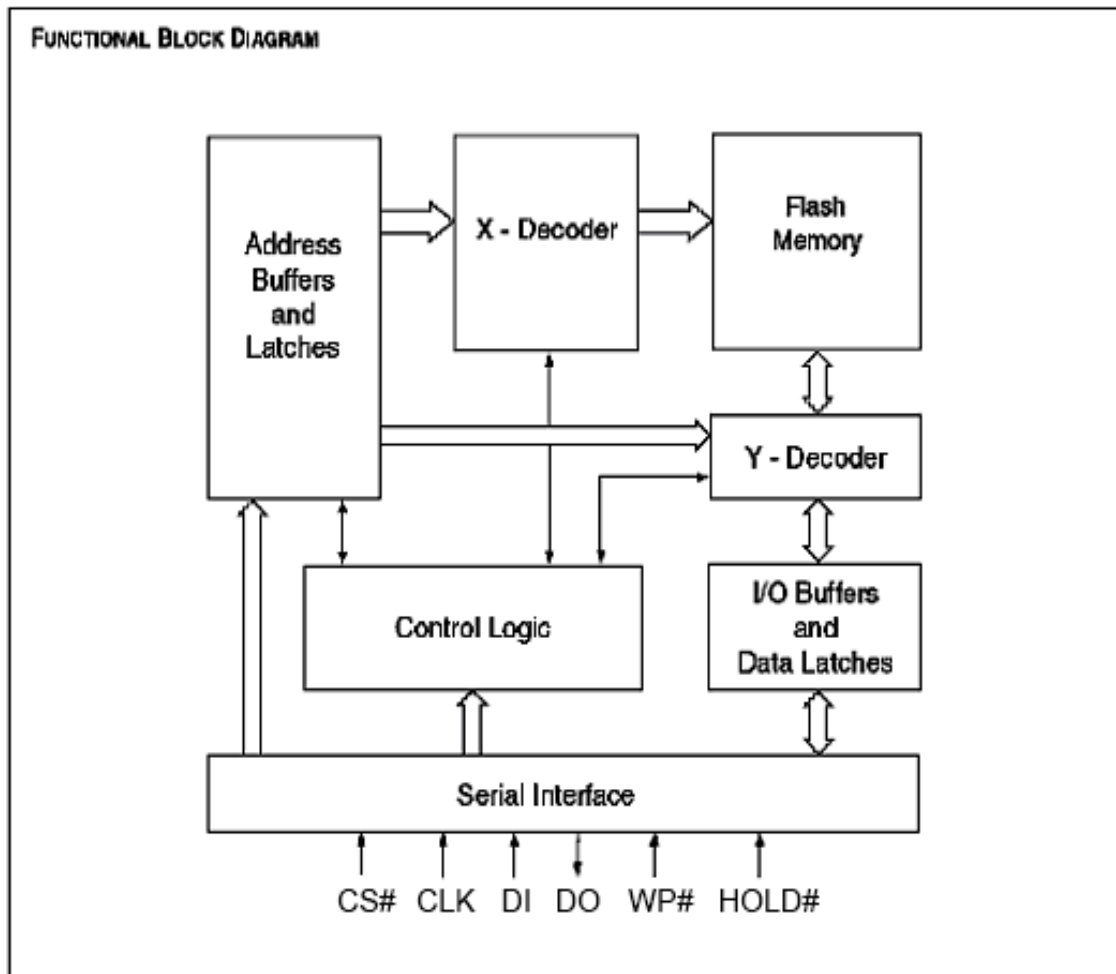 FUNCTIONAL BLOCK DIAGRAM
Address
Buffers
and
Latches
X - Decoder
Flash
Memory
Y - Decoder
Control Logic
I/O Buffers
and
Data Latches
Serial Interface
CS# CLK DI DO WP# HOLD#